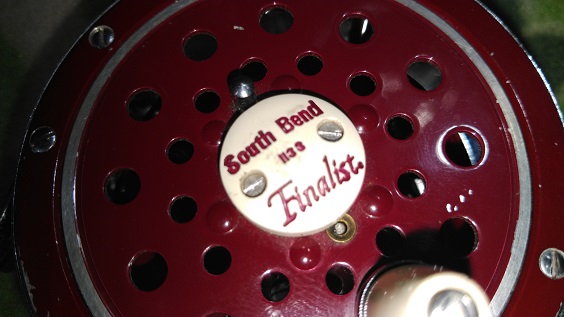 South Bend
1133
Finalist.